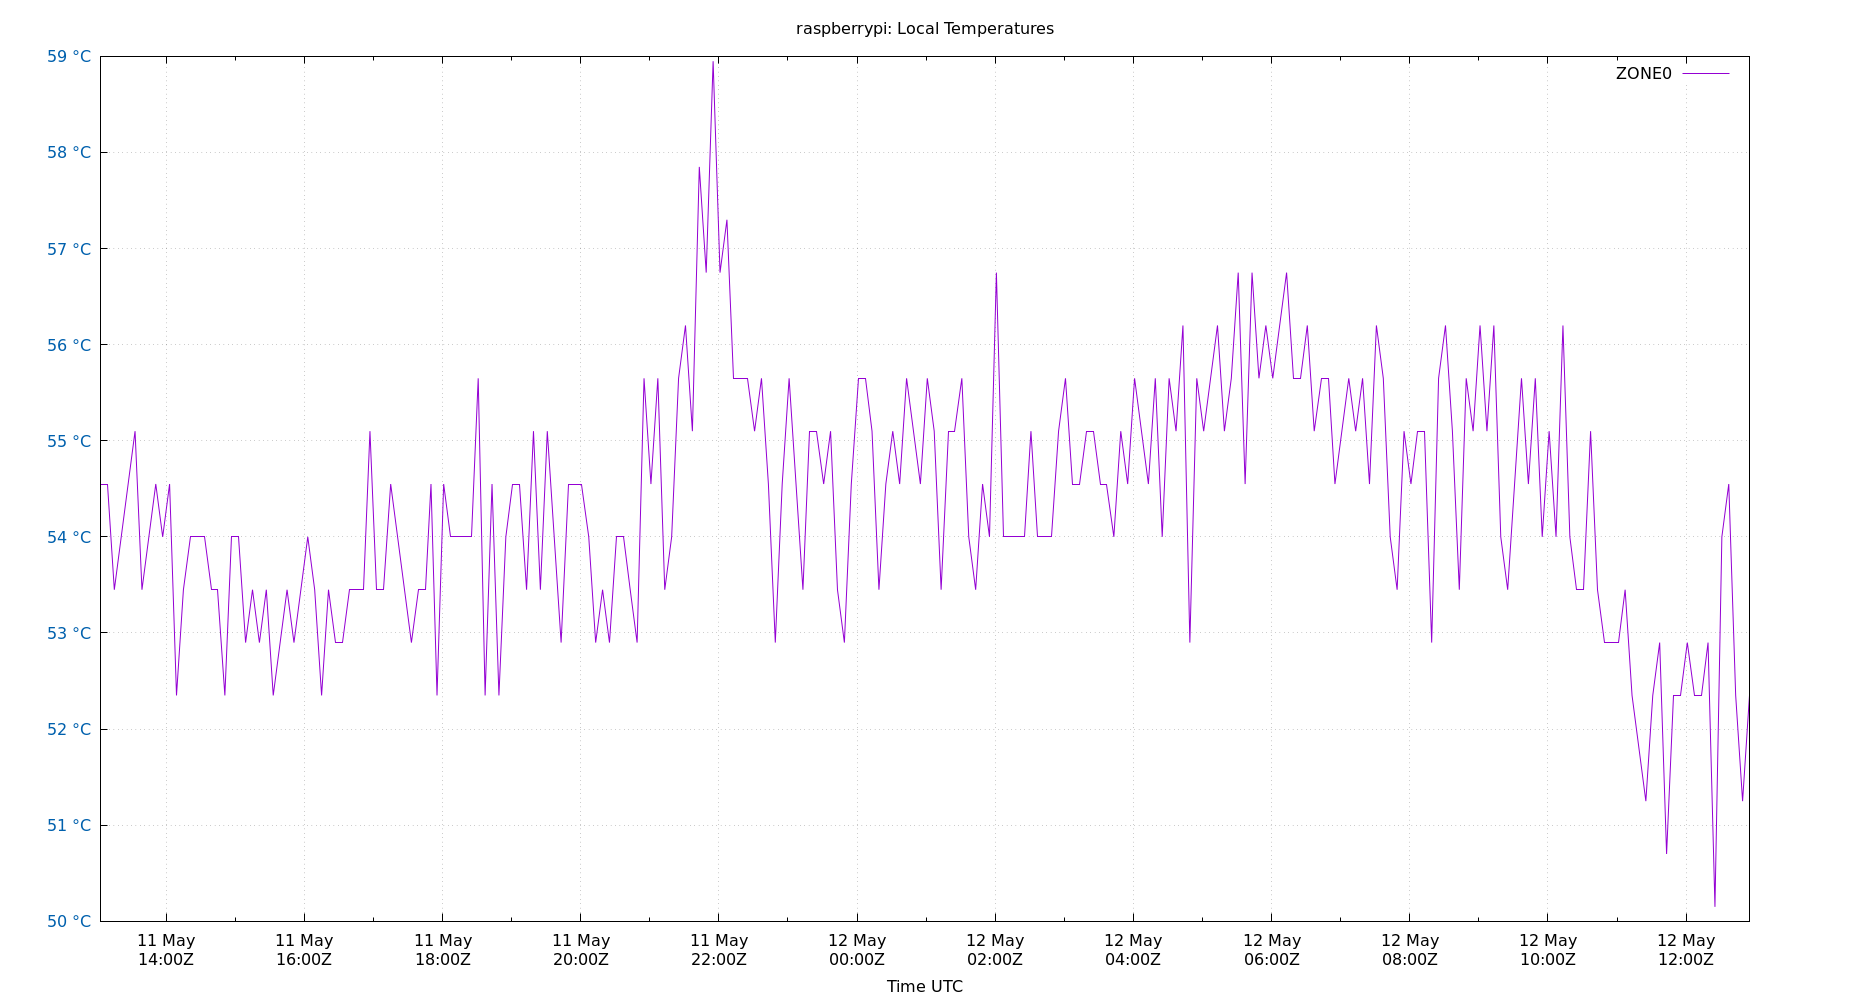 raspberrypi: Local Temperatures
59 °C
ZONE0
58 °C
57 °C
56 °C
55 °C
54 °C
53 °C
52 °C
51 °C
50 °C
11 May 11 May 11 May 11 May 11 May 12 May 12 May 12 May 12 May 12 May 12 May 12 May
14:00Z 16:00Z 18:00Z 20:00Z 22:00Z 00:00Z 02:00Z 04:00Z 06:00Z 08:00Z 10:00Z 12:00Z
Time UTC